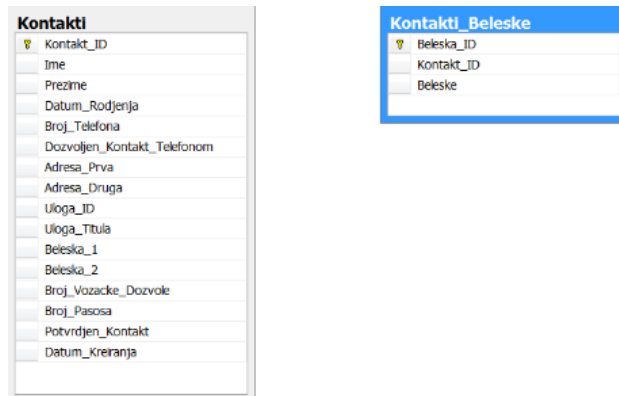 Kontakti
Kontakt_ID
Ime
Prezime
Datum_Rodjenja
Broj_Telefona
Dozvoljen_Kontakt_Telefonom
Adresa_Prva
Adresa_Druga
Uloga_ID
Uloga_Titula
Beleska_1
Beleska_2
Broj_Vozacke_Dozvole
Broj_Pasosa
Potvrdjen_Kontakt
Datum_Kreiranja
Kontakti_Beleske
Beleska_ID
Kontakt_ID
Beleske